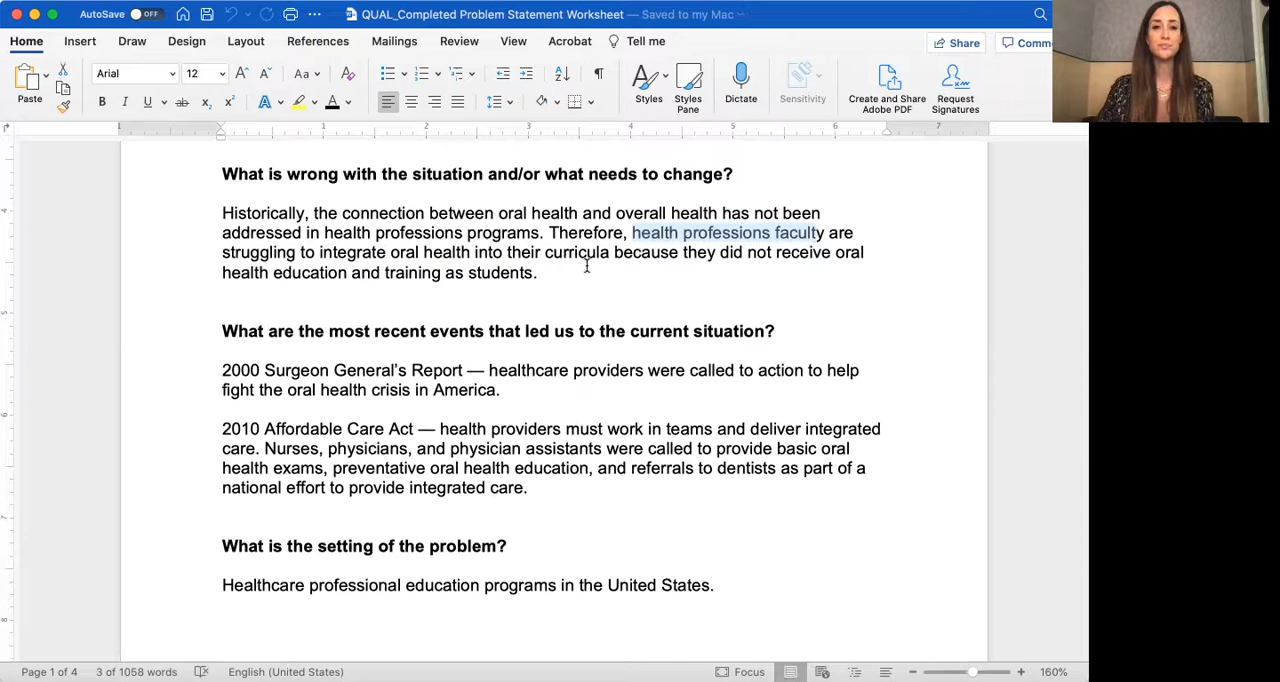 AutoSave OFF QUAL_Completed Problem Statement Worksheet — Saved to my Mac
Home Insert Draw Design Layout References Mailings Review View Acrobat Tell me Share Comm
Paste Arial 12 Aa Styles Styles Pane Dictate Sensitivity Create and Share Adobe PDF Request Signatures
1 1 2 3 4 5 6 7
What is wrong with the situation and/or what needs to change?
Historically, the connection between oral health and overall health has not been
addressed in health professions programs. Therefore, health professions faculty are
struggling to integrate oral health into their curricula because they did not receive oral
health education and training as students.
What are the most recent events that led us to the current situation?
2000 Surgeon General’s Report — healthcare providers were called to action to help
fight the oral health crisis in America.
2010 Affordable Care Act — health providers must work in teams and deliver integrated
care. Nurses, physicians, and physician assistants were called to provide basic oral
health exams, preventative oral health education, and referrals to dentists as part of a
national effort to provide integrated care.
What is the setting of the problem?
Healthcare professional education programs in the United States.
Page 1 of 4 3 of 1058 words English (United States) Focus 160%